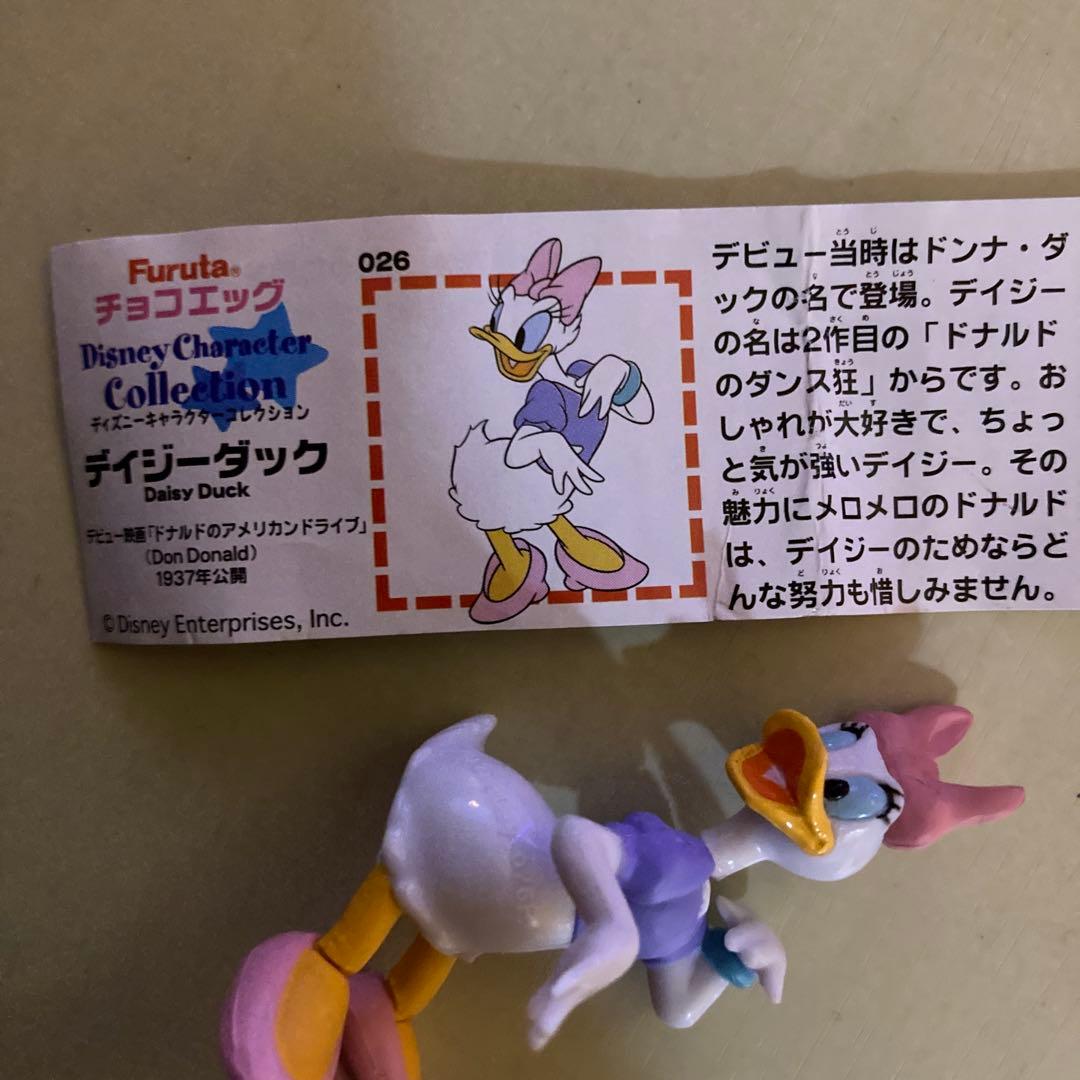 Furuta®
チョコエッグ
Disney Character
Collection
ディズニーキャラクターコレクション
デイジーダック
Daisy Duck
デビュー映画「ドナルドのアメリカンドライブ」
(Don Donald)
1937年公開
©Disney Enterprises, Inc.
026
デビュー当時はドンナ・ダ
ックの名で登場。デイジー
の名は2作目の「ドナルド
のダンス狂」からです。お
しゃれが大好きで、ちょっ
と気が強いデイジー。その
魅力にメロメロのドナルド
は、デイジーのためならど
んな努力も惜しみません。